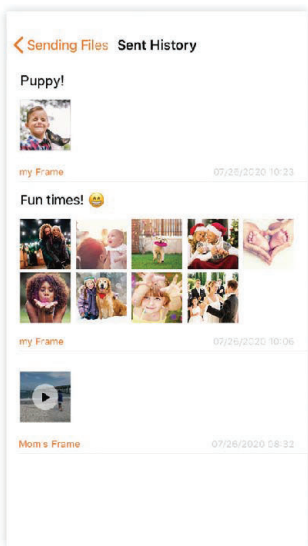 Sending Files Sent History
Puppy!
my Frame 07/26/2020 10:23
Fun times! 😁
my Frame 07/26/2020 10:06
Mom's Frame 07/26/2020 08:32